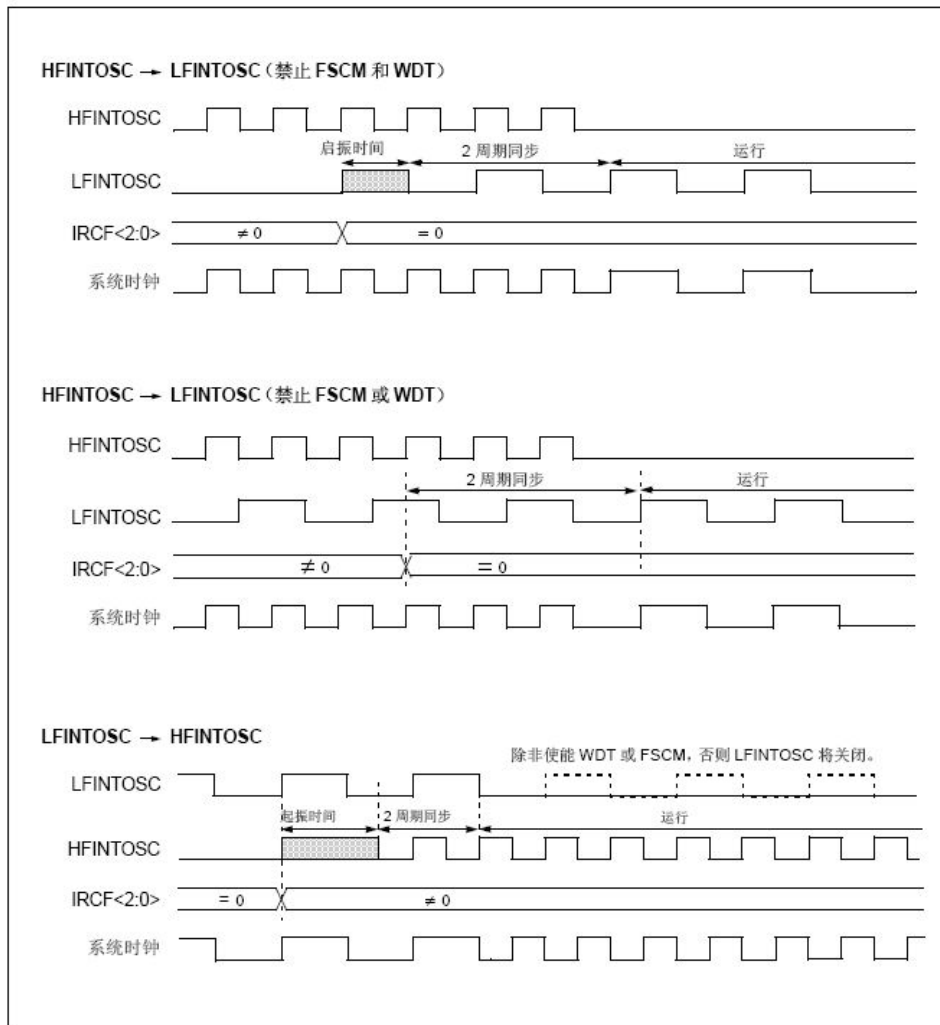 HFINTOSC → LFINTOSC（禁止 FSCM 和 WDT）
HFINTOSC
启振时间
2 周期同步
运行
LFINTOSC
IRCF<2:0>
≠ 0
= 0
系统时钟
HFINTOSC → LFINTOSC（禁止 FSCM 或 WDT）
HFINTOSC
2 周期同步
运行
LFINTOSC
IRCF<2:0>
≠ 0
= 0
系统时钟
LFINTOSC → HFINTOSC
除非使能 WDT 或 FSCM，否则 LFINTOSC 将关闭。
LFINTOSC
起振时间
2 周期同步
运行
HFINTOSC
IRCF<2:0>
= 0
≠ 0
系统时钟